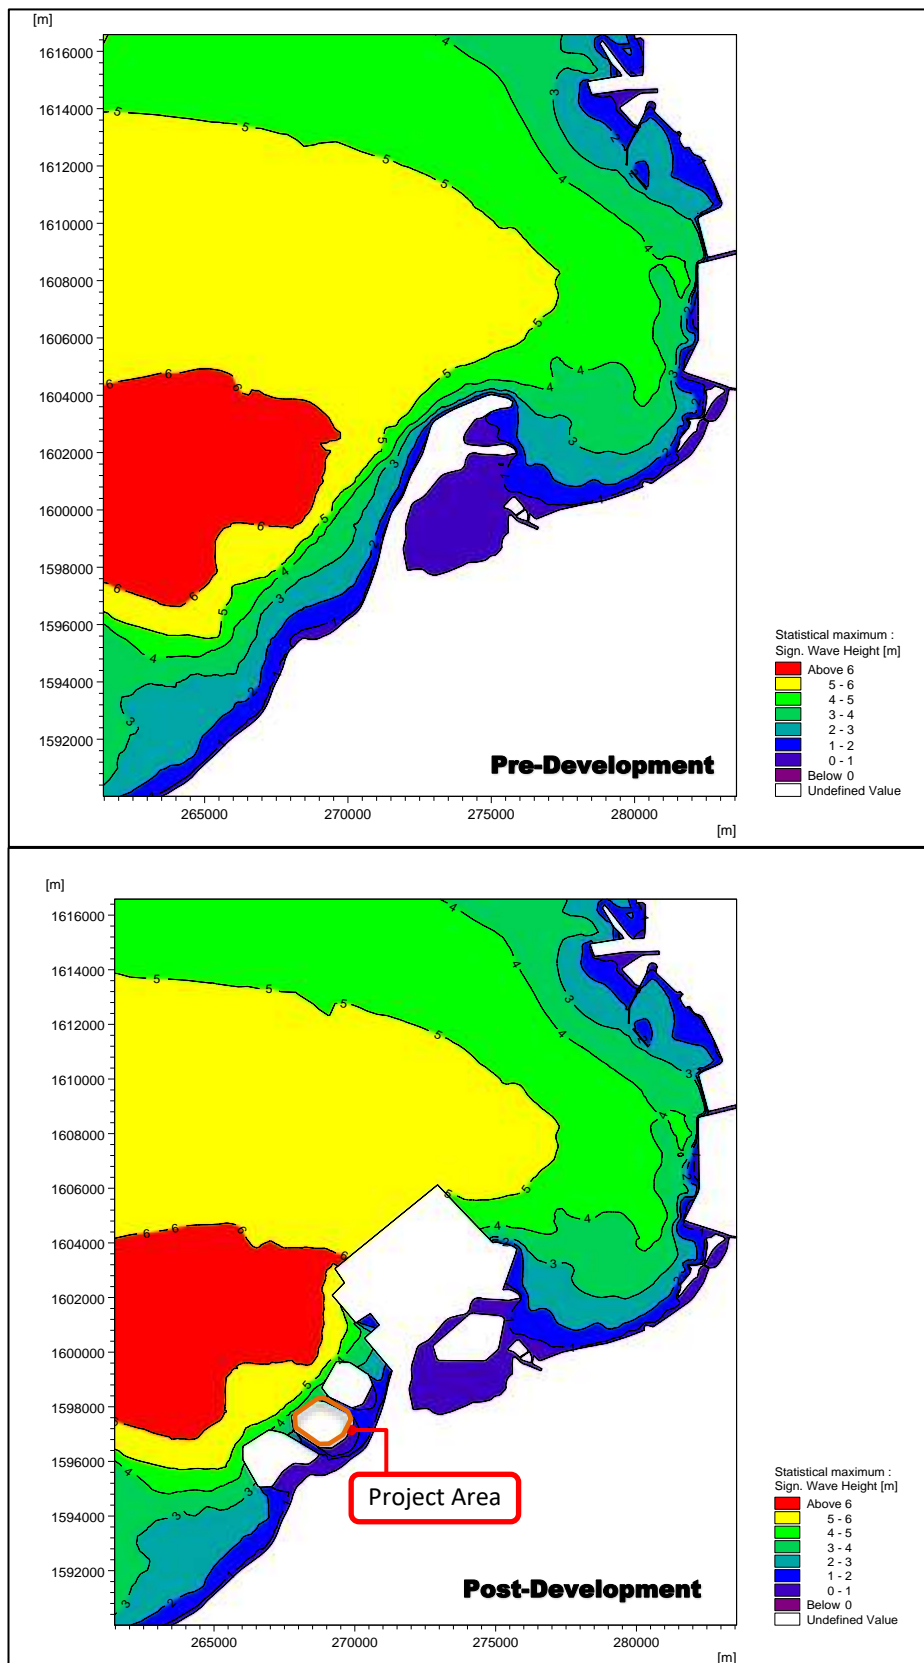 [m]
1616000
1614000
1612000
1610000
1608000
1606000
1604000
1602000
1600000
1598000
1596000
1594000
1592000
265000
270000
275000
280000
[m]
Statistical maximum :
Sign. Wave Height [m]
Above 6
5 - 6
4 - 5
3 - 4
2 - 3
1 - 2
0 - 1
Below 0
Undefined Value
Pre-Development
[m]
1616000
1614000
1612000
1610000
1608000
1606000
1604000
1602000
1600000
1598000
1596000
1594000
1592000
265000
270000
275000
280000
[m]
Project Area
Statistical maximum :
Sign. Wave Height [m]
Above 6
5 - 6
4 - 5
3 - 4
2 - 3
1 - 2
0 - 1
Below 0
Undefined Value
Post-Development